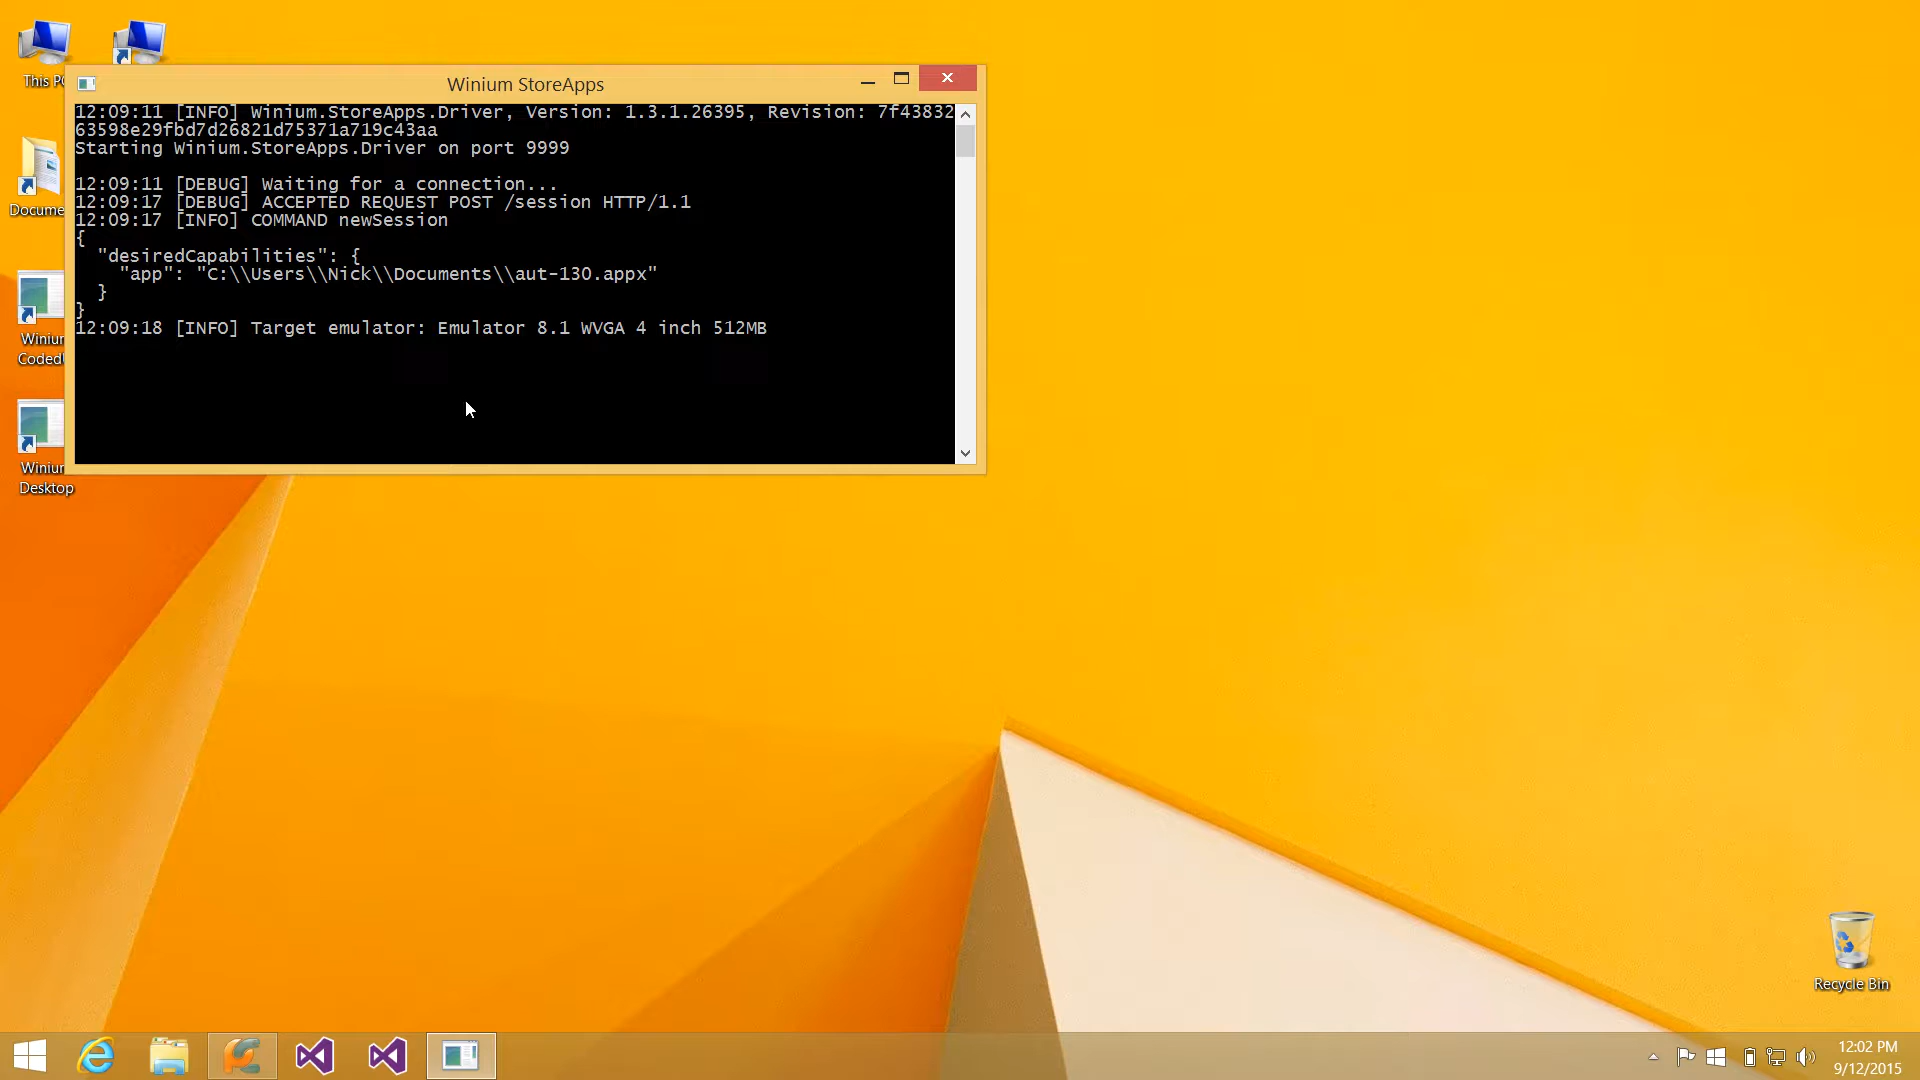 This P
Winium StoreApps
12:09:11 [INFO] Winium.StoreApps.Driver, Version: 1.3.1.26395, Revision: 7f43832
63598e29fbd7d26821d75371a719c43aa
Starting Winium.StoreApps.Driver on port 9999
12:09:11 [DEBUG] Waiting for a connection...
12:09:17 [DEBUG] ACCEPTED REQUEST POST /session HTTP/1.1
12:09:17 [INFO] COMMAND newSession
{
"desiredCapabilities": {
"app": "C:\\Users\\Nick\\Documents\\aut-130.appx"
}
}
12:09:18 [INFO] Target emulator: Emulator 8.1 WVGA 4 inch 512MB
Docume
Winiu
Coded
Winiu
Desktop
Recycle Bin
12:02 PM
9/12/2015